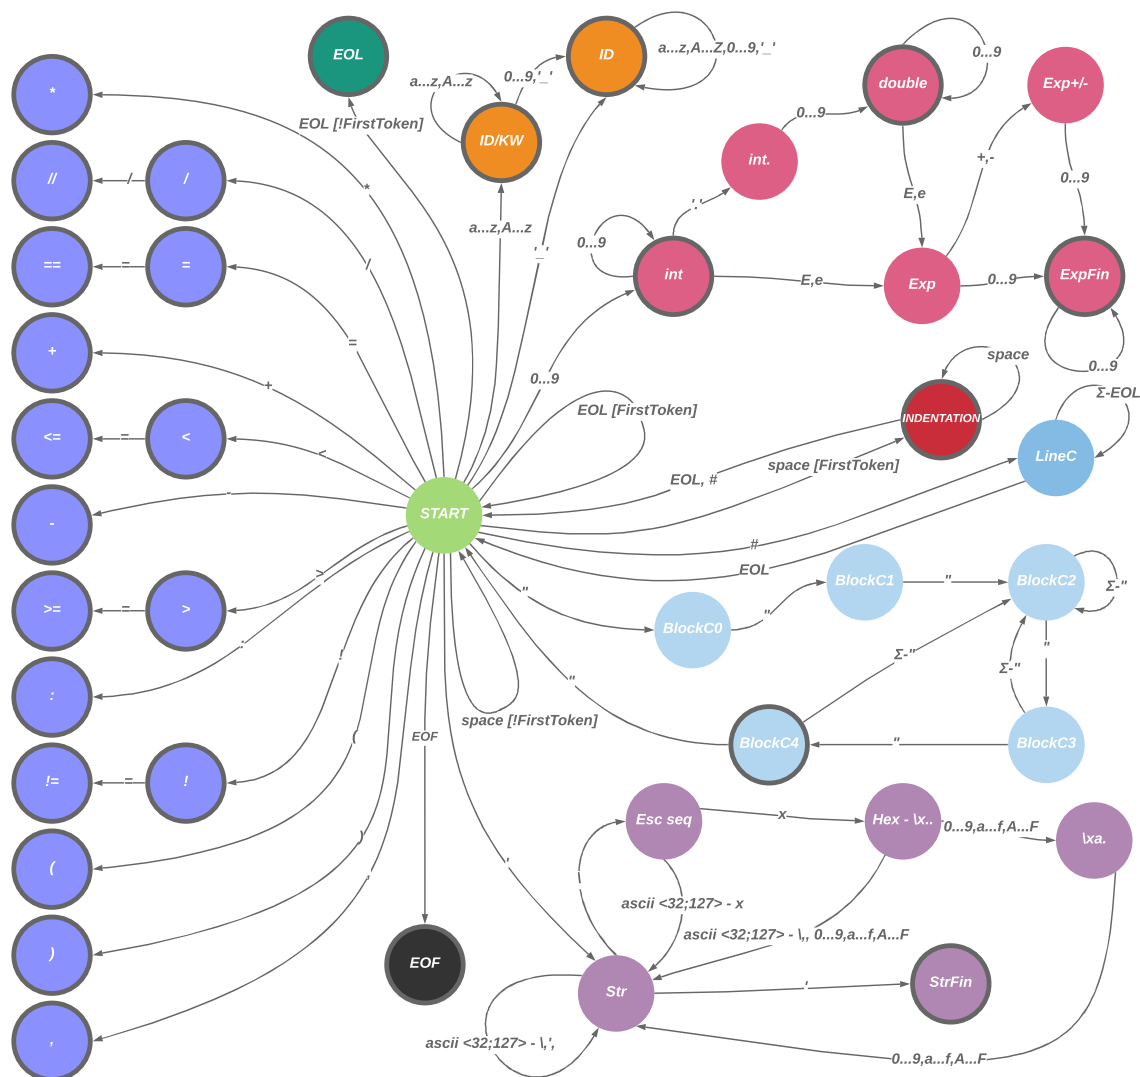 EOL
ID
a...z,A...Z,0...9,'_'
0...9
double
Exp+/-
*
a...z,A...z
0...9,'_'
EOL [!FirstToken]
ID/KW
0...9
int.
+,-
//
/
/
*
'.'
E,e
0...9
a...z,A...z
'_'
0...9
==
=
=
/
int
E,e
Exp
0...9
ExpFin
+
=
space
+
0...9
0...9
EOL [FirstToken]
INDENTATION
Σ-EOL
<=
=
<
<
space [FirstToken]
LineC
EOL, #
-
-
START
#
>
EOL
BlockC1
"
BlockC2
Σ-"
>=
=
>
"
BlockC0
"
:
!
Σ-"
"
Σ-"
:
"
space [!FirstToken]
(
EOF
BlockC4
"
BlockC3
!=
=
!
Esc seq
x
Hex - \x..
0...9,a...f,A...F
\xa.
)
(
'
,
\
ascii <32;127> - x
ascii <32;127> - \,, 0...9,a...f,A...F
)
EOF
Str
'
StrFin
,
ascii <32;127> - \,',
0...9,a...f,A...F